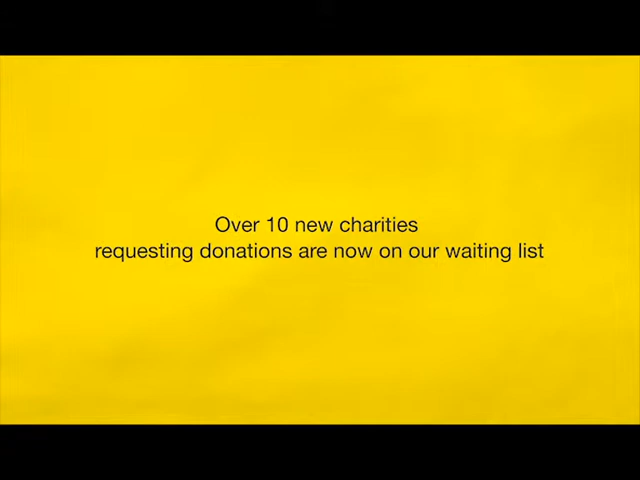 Over 10 new charities
requesting donations are now on our waiting list